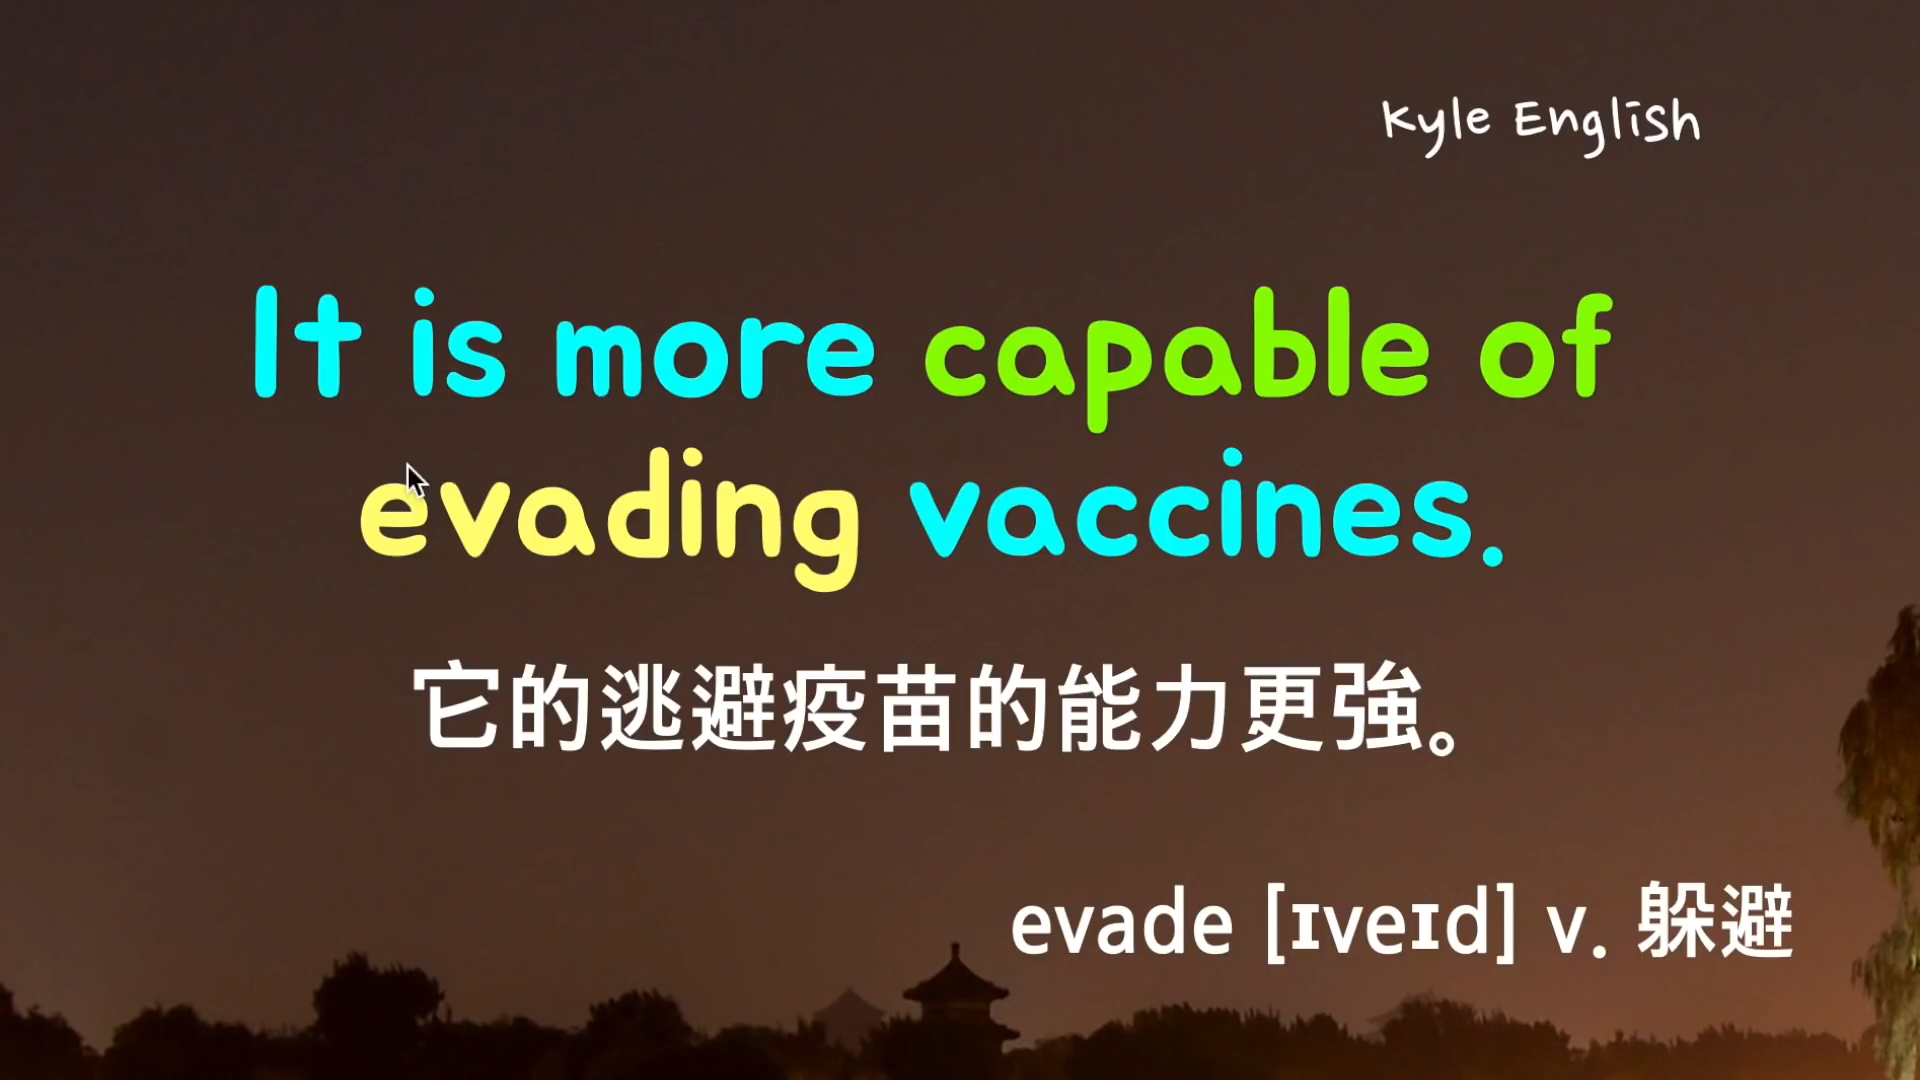 Kyle English
It is more capable of
evading vaccines.
它的逃避疫苗的能力更強。
evade [ɪveɪd] v. 躲避